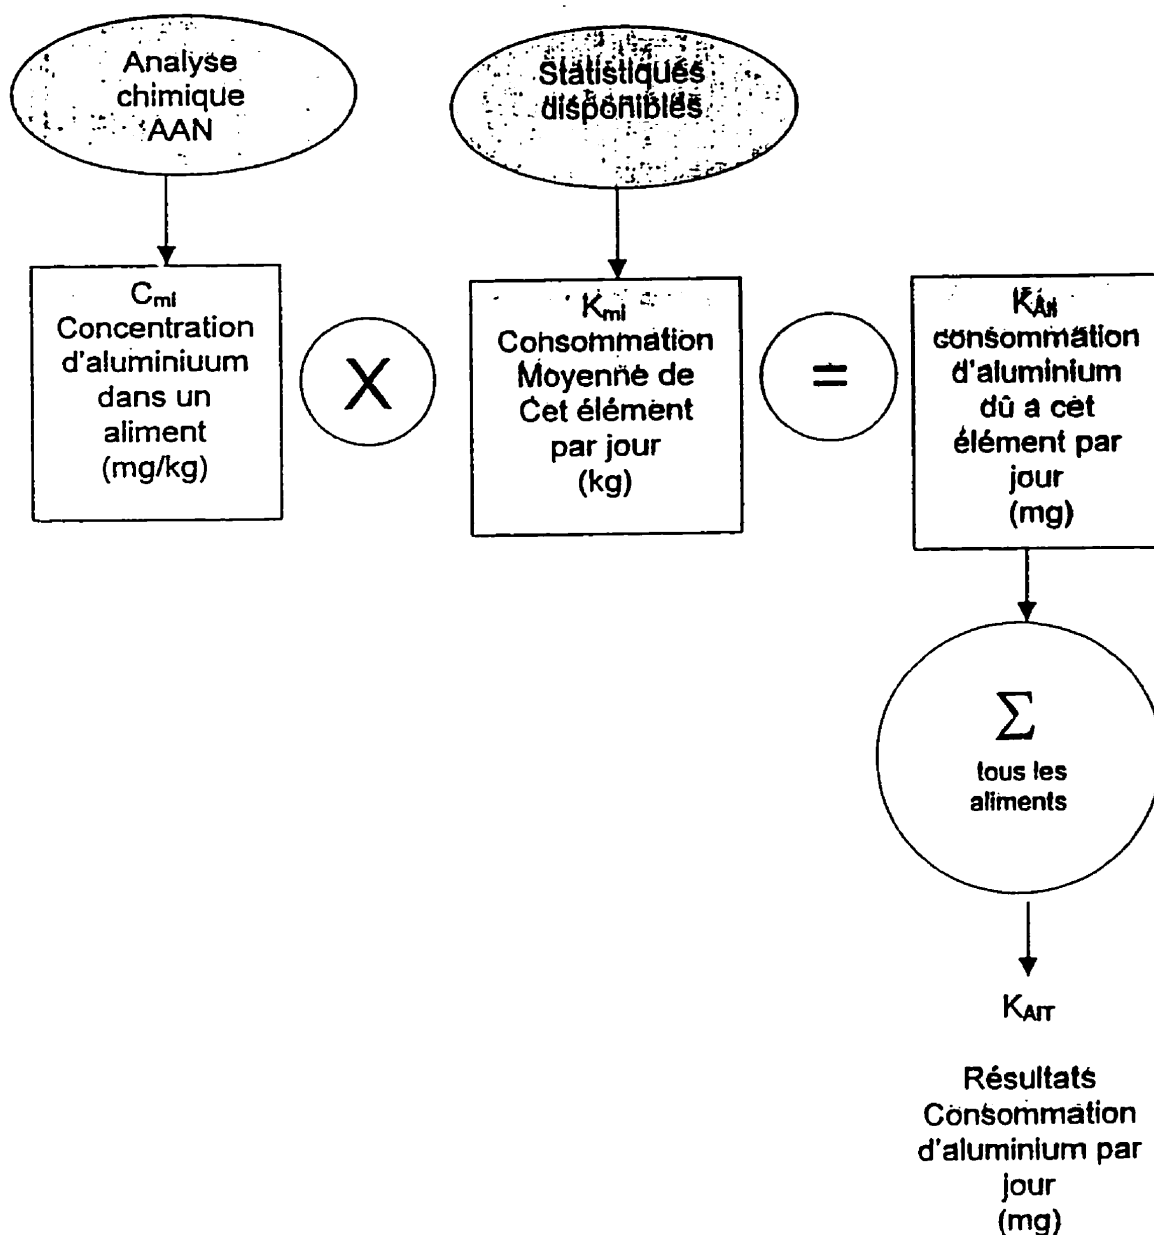 Analyse
chimique
AAN
Statistiques
disponibles
Cmi
Concentration
d'aluminiuum
dans un
aliment
(mg/kg)
X
Kmi
Consommation
Moyenne de
Cet élément
par jour
(kg)
=
KAli
consommation
d'aluminium
dû a cet
élément par
jour
(mg)
Σ
tous les
aliments
KAlT
Résultats
Consommation
d'aluminium par
jour
(mg)